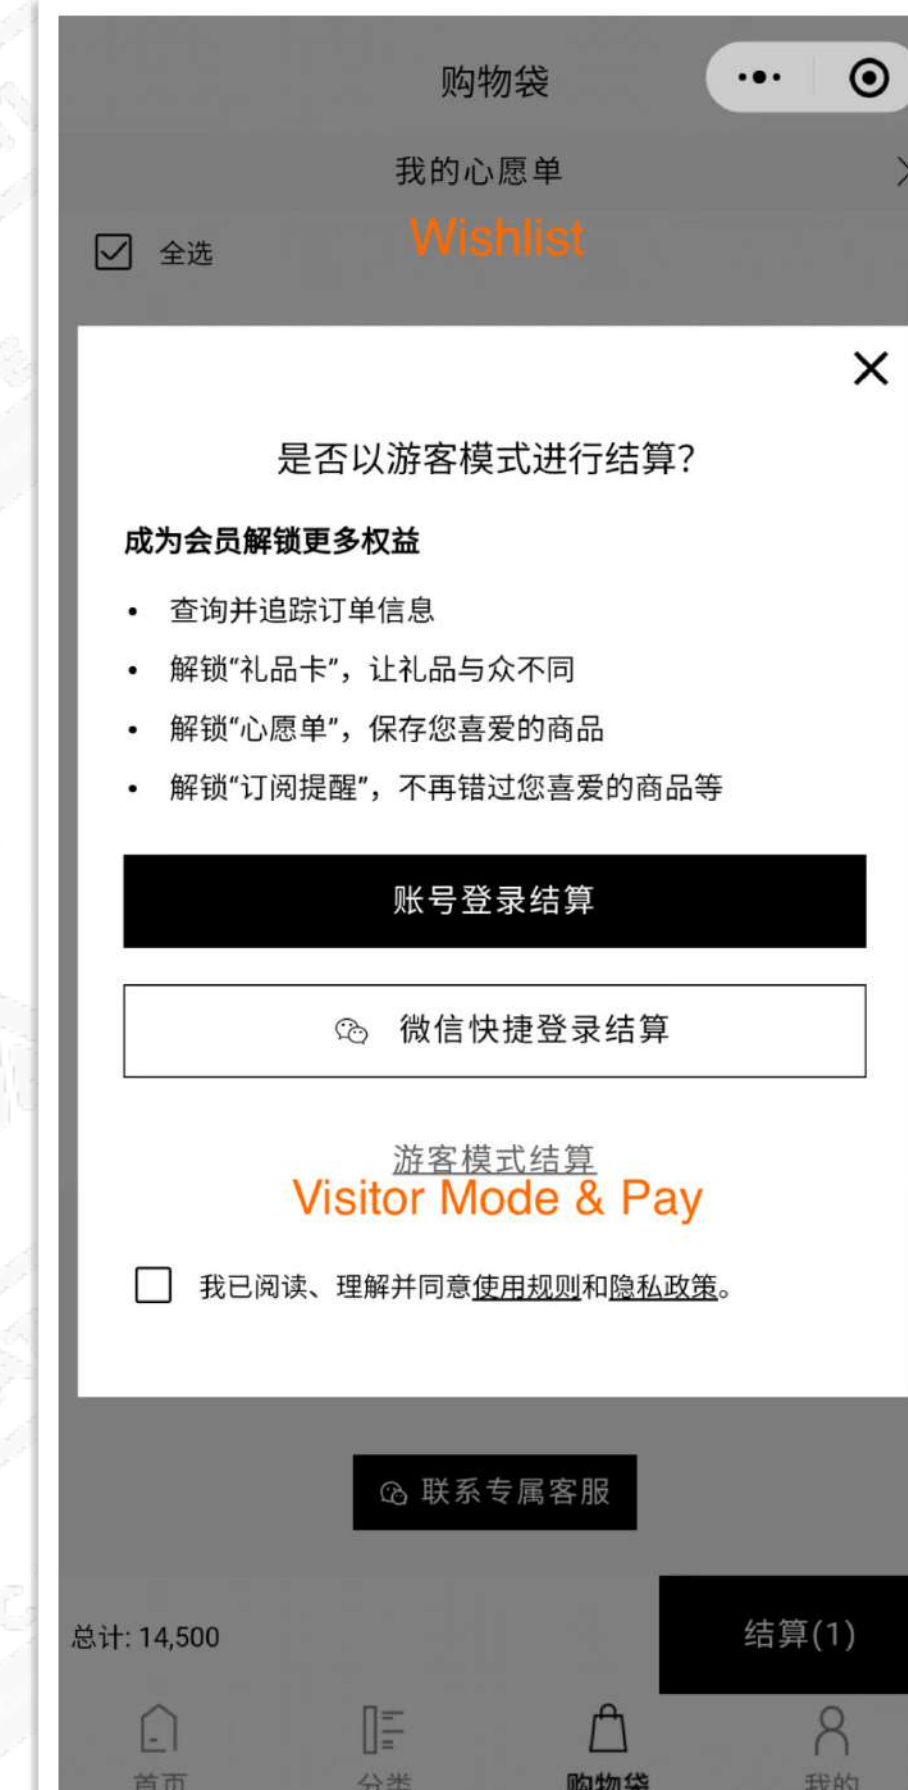 购物袋
我的心愿单
Wishlist
全选
是否以游客模式进行结算?
成为会员解锁更多权益
• 查询并追踪订单信息
• 解锁“礼品卡”，让礼品与众不同
• 解锁“心愿单”，保存您喜爱的商品
• 解锁“订阅提醒”，不再错过您喜爱的商品等
账号登录结算
微信快捷登录结算
游客模式结算
Visitor Mode & Pay
我已阅读、理解并同意使用规则和隐私政策。
联系专属客服
总计: 14,500
结算(1)
首页 分类 购物袋 我的